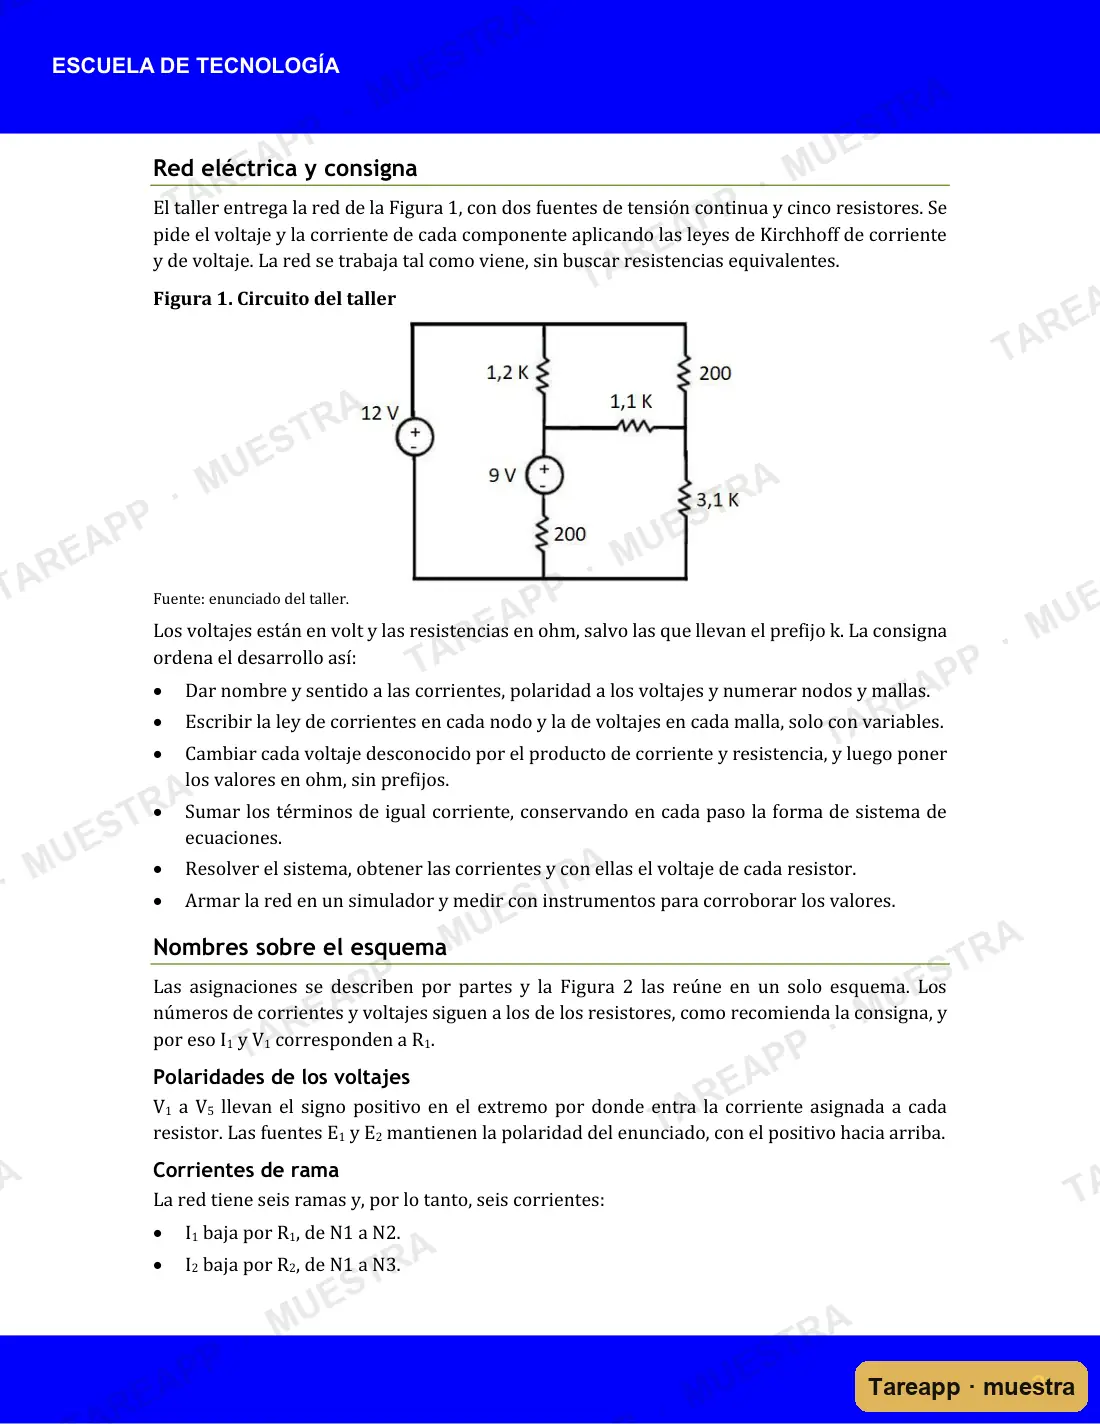 ESCUELA DE TECNOLOGÍA
Red eléctrica y consigna
El taller entrega la red de la Figura 1, con dos fuentes de tensión continua y cinco resistores. Se
pide el voltaje y la corriente de cada componente aplicando las leyes de Kirchhoff de corriente
y de voltaje. La red se trabaja tal como viene, sin buscar resistencias equivalentes.
Figura 1. Circuito del taller
1,2 K
200
1,1 K
12 V
+
-
9 V
+
-
3,1 K
200
Fuente: enunciado del taller.
Los voltajes están en volt y las resistencias en ohm, salvo las que llevan el prefijo k. La consigna
ordena el desarrollo así:
• Dar nombre y sentido a las corrientes, polaridad a los voltajes y numerar nodos y mallas.
• Escribir la ley de corrientes en cada nodo y la de voltajes en cada malla, solo con variables.
• Cambiar cada voltaje desconocido por el producto de corriente y resistencia, y luego poner
los valores en ohm, sin prefijos.
• Sumar los términos de igual corriente, conservando en cada paso la forma de sistema de
ecuaciones.
• Resolver el sistema, obtener las corrientes y con ellas el voltaje de cada resistor.
• Armar la red en un simulador y medir con instrumentos para corroborar los valores.
Nombres sobre el esquema
Las asignaciones se describen por partes y la Figura 2 las reúne en un solo esquema. Los
números de corrientes y voltajes siguen a los de los resistores, como recomienda la consigna, y
por eso I₁ y V₁ corresponden a R₁.
Polaridades de los voltajes
V₁ a V₅ llevan el signo positivo en el extremo por donde entra la corriente asignada a cada
resistor. Las fuentes E₁ y E₂ mantienen la polaridad del enunciado, con el positivo hacia arriba.
Corrientes de rama
La red tiene seis ramas y, por lo tanto, seis corrientes:
• I₁ baja por R₁, de N1 a N2.
• I₂ baja por R₂, de N1 a N3.
Tareapp · muestra
TAREAPP · MUESTRA